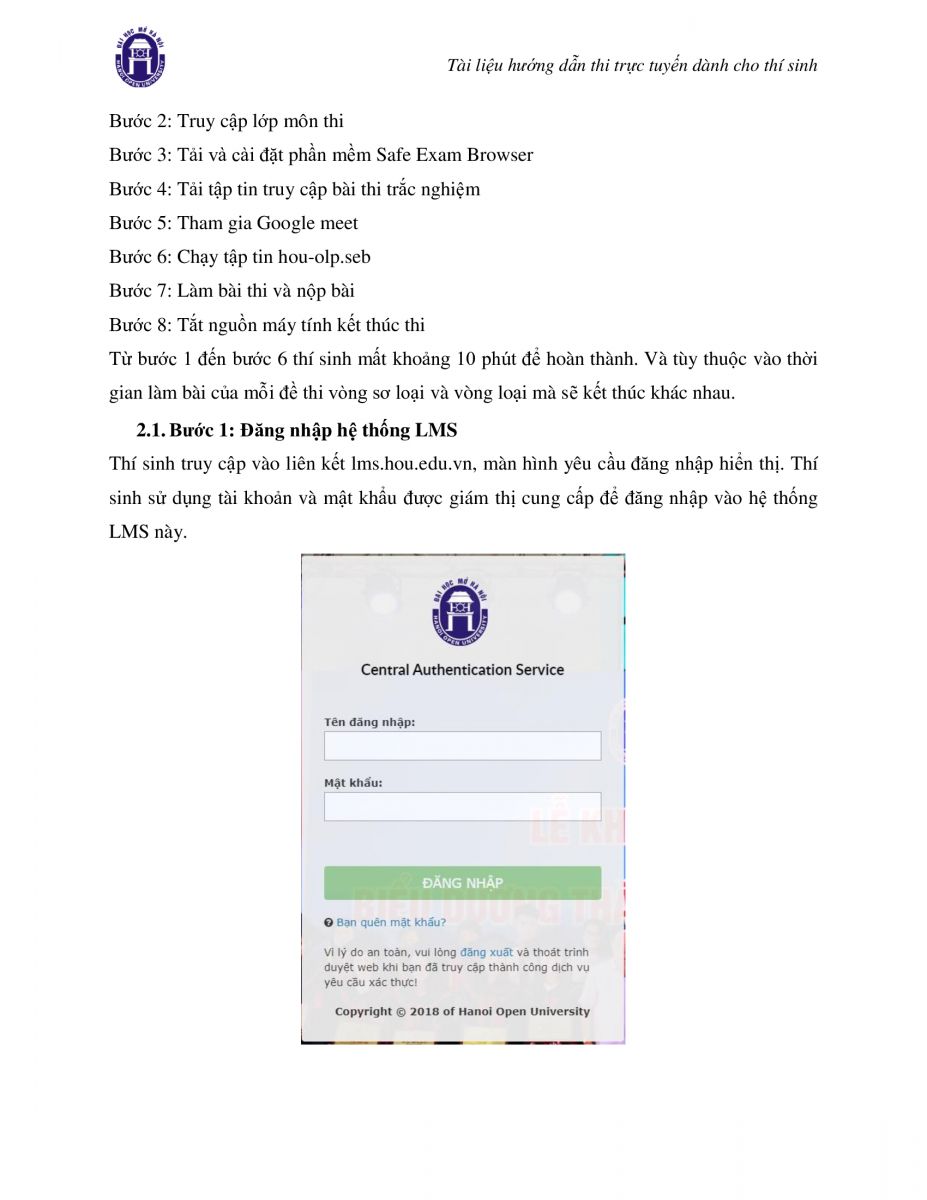 ĐẠI HỌC MỞ HÀ NỘI
HANOI OPEN UNIVERSITY
Tài liệu hướng dẫn thi trực tuyến dành cho thí sinh
Bước 2: Truy cập lớp môn thi
Bước 3: Tải và cài đặt phần mềm Safe Exam Browser
Bước 4: Tải tập tin truy cập bài thi trắc nghiệm
Bước 5: Tham gia Google meet
Bước 6: Chạy tập tin hou-olp.seb
Bước 7: Làm bài thi và nộp bài
Bước 8: Tắt nguồn máy tính kết thúc thi
Từ bước 1 đến bước 6 thí sinh mất khoảng 10 phút để hoàn thành. Và tùy thuộc vào thời
gian làm bài của mỗi đề thi vòng sơ loại và vòng loại mà sẽ kết thúc khác nhau.
2.1. Bước 1: Đăng nhập hệ thống LMS
Thí sinh truy cập vào liên kết lms.hou.edu.vn, màn hình yêu cầu đăng nhập hiển thị. Thí
sinh sử dụng tài khoản và mật khẩu được giám thị cung cấp để đăng nhập vào hệ thống
LMS này.
ĐẠI HỌC MỞ HÀ NỘI
HANOI OPEN UNIVERSITY
Central Authentication Service
Tên đăng nhập:
Mật khẩu:
LỄ KH
ĐĂNG NHẬP
BIỂU DƯƠNG
Bạn quên mật khẩu?
Vì lý do an toàn, vui lòng đăng xuất và thoát trình
duyệt web khi bạn đã truy cập thành công dịch vụ
yêu cầu xác thực!
Copyright © 2018 of Hanoi Open University